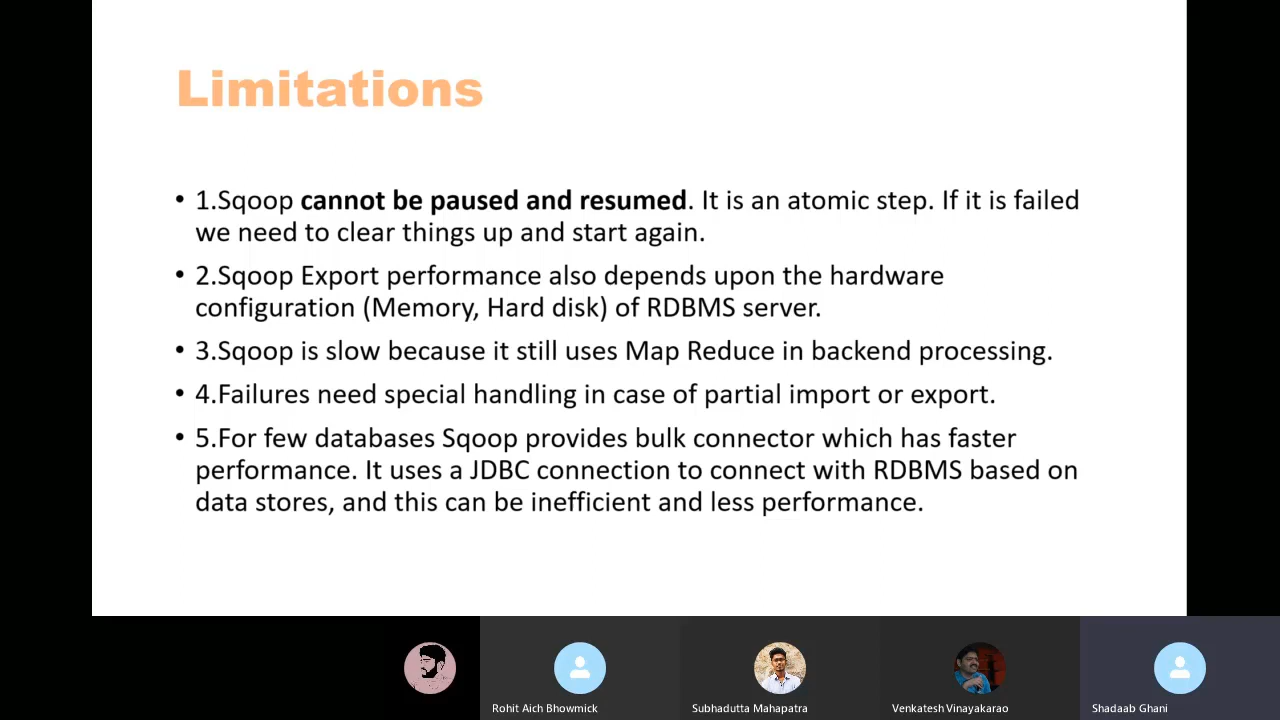 Limitations
• 1.Sqoop cannot be paused and resumed. It is an atomic step. If it is failed
we need to clear things up and start again.
• 2.Sqoop Export performance also depends upon the hardware
configuration (Memory, Hard disk) of RDBMS server.
• 3.Sqoop is slow because it still uses Map Reduce in backend processing.
• 4.Failures need special handling in case of partial import or export.
• 5.For few databases Sqoop provides bulk connector which has faster
performance. It uses a JDBC connection to connect with RDBMS based on
data stores, and this can be inefficient and less performance.
Rohit Aich Bhowmick
Subhadutta Mahapatra
Venkatesh Vinayakarao
Shadaab Ghani